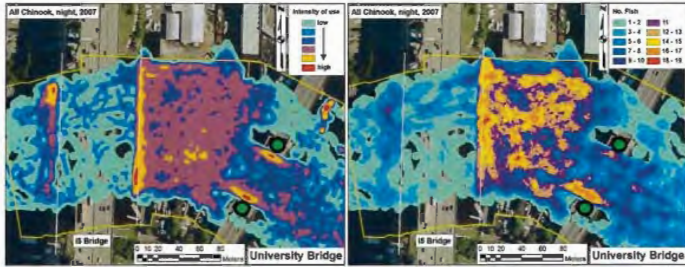 All Chinook, night, 2007
Intensity of use
low
high
I5 Bridge
0 10 20 40 60 80
Meters
University Bridge
All Chinook, night, 2007
No. Fish
1 - 2
3 - 4
5 - 6
7 - 8
9 - 10
11
12 - 13
14 - 15
16 - 17
I5 Bridge
0 10 20 40 60 80
Meters
University Bridge